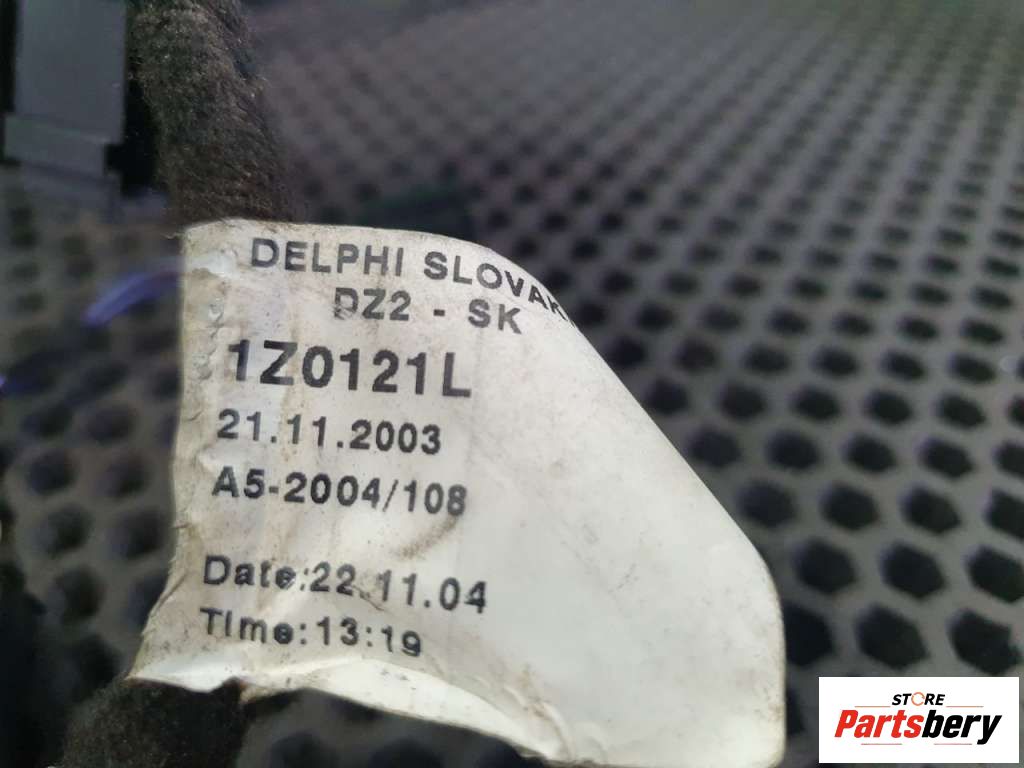 DELPHI SLOVAK
DZ2 - SK
1Z0121L
21.11.2003
A5-2004/108
Date:22.11.04
Time:13:19
STORE
Partsbery